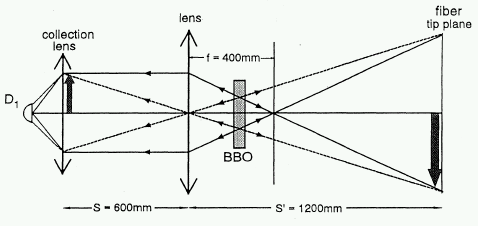 lens
fiber
tip plane
collection
lens
f = 400mm
D1
BBO
S = 600mm
S' = 1200mm